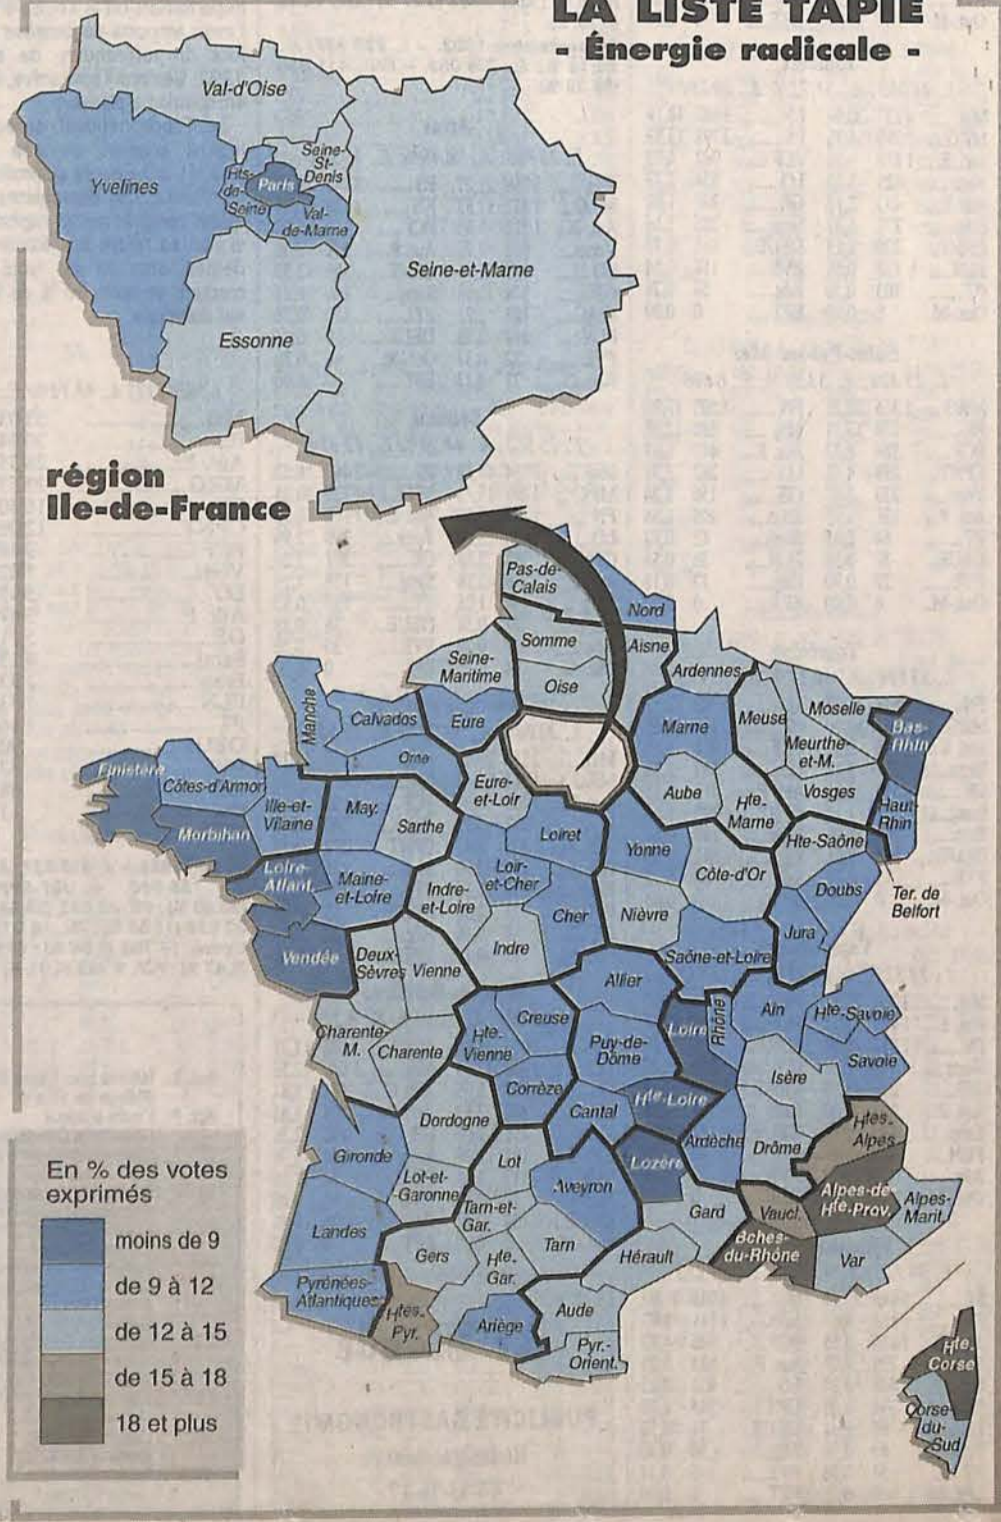 LA LISTE TAPIE
- Énergie radicale -
Val-d'Oise
Yvelines
Hts-
de-
Seine
Paris
Seine-
St-
Denis
Val-
de-Marne
Seine-et-Marne
Essonne
région
Ile-de-France
Pas-de-
Calais
Nord
Somme
Aisne
Seine-
Maritime
Oise
Ardennes
Manche
Calvados
Eure
Marne
Meuse
Moselle
Meurthe-
et-M.
Bas-
Rhin
Orne
Finistère
Côtes-d'Armor
Ille-et-
Vilaine
May.
Sarthe
Eure-
et-Loir
Aube
Hte-
Marne
Vosges
Haut-
Rhin
Morbihan
Loiret
Yonne
Hte-Saône
Loire-
Atlant.
Maine-
et-Loire
Indre-
et-Loire
Loir-
et-Cher
Côte-d'Or
Doubs
Ter. de
Belfort
Cher
Nièvre
Jura
Vendée
Deux-
Sèvres
Vienne
Indre
Saône-et-Loire
Allier
Charente-
M.
Charente
Hte-
Vienne
Creuse
Puy-de-
Dôme
Loire
Rhône
Ain
Hte-Savoie
Savoie
Isère
Corrèze
Cantal
Hte-Loire
Dordogne
Ardèche
Drôme
Htes-
Alpes
Gironde
Lot
Lozère
Aveyron
Lot-et-
-Garonne
Tarn-et-
Gar.
Gard
Vaucl.
Alpes-de-
Hte-Prov.
Alpes-
Marit.
Landes
Gers
Hte-
Gar.
Tarn
Hérault
Bches-
du-Rhône
Var
Pyrénées-
Atlantiques
Htes-
Pyr.
Ariège
Aude
Pyr.-
Orient.
Hte-
Corse
Corse-
du-
Sud
En % des votes
exprimés
moins de 9
de 9 à 12
de 12 à 15
de 15 à 18
18 et plus